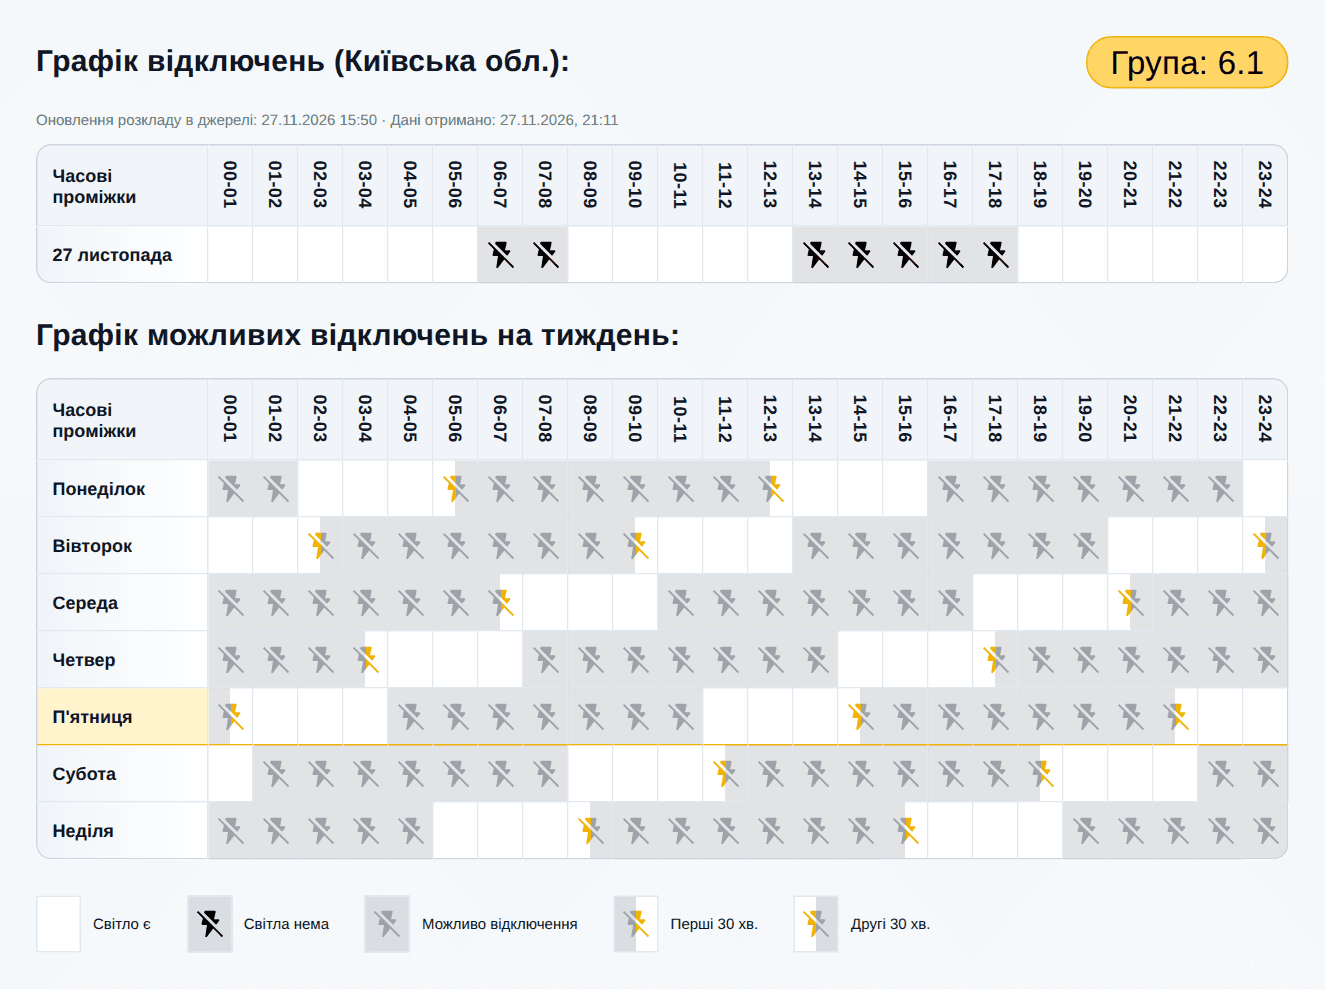 Графік відключень (Київська обл.):
Група: 6.1
Оновлення розкладу в джерелі: 27.11.2026 15:50 · Дані отримано: 27.11.2026, 21:11
Часові проміжки 00-01 01-02 02-03 03-04 04-05 05-06 06-07 07-08 08-09 09-10 10-11 11-12 12-13 13-14 14-15 15-16 16-17 17-18 18-19 19-20 20-21 21-22 22-23 23-24
27 листопада
Графік можливих відключень на тиждень:
Часові проміжки 00-01 01-02 02-03 03-04 04-05 05-06 06-07 07-08 08-09 09-10 10-11 11-12 12-13 13-14 14-15 15-16 16-17 17-18 18-19 19-20 20-21 21-22 22-23 23-24
Понеділок
Вівторок
Середа
Четвер
П'ятниця
Субота
Неділя
Світло є Світла нема Можливо відключення Перші 30 хв. Другі 30 хв.